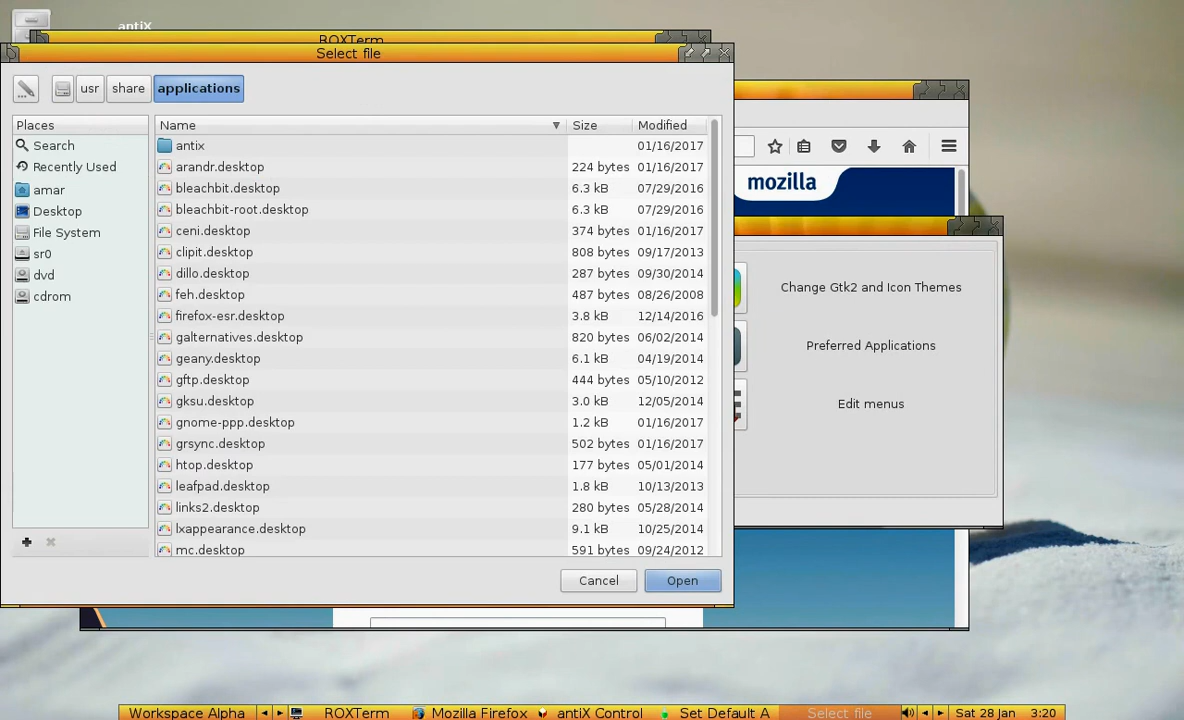 antiX
ROXTerm
Select file
usr share applications
Places
Search
Recently Used
amar
Desktop
File System
sr0
dvd
cdrom
Name Size Modified
antix 01/16/2017
arandr.desktop 224 bytes 01/16/2017
bleachbit.desktop 6.3 kB 07/29/2016
bleachbit-root.desktop 6.3 kB 07/29/2016
ceni.desktop 374 bytes 01/16/2017
clipit.desktop 808 bytes 09/17/2013
dillo.desktop 287 bytes 09/30/2014
feh.desktop 487 bytes 08/26/2008
firefox-esr.desktop 3.8 kB 12/14/2016
galternatives.desktop 820 bytes 06/02/2014
geany.desktop 6.1 kB 04/19/2014
gftp.desktop 444 bytes 05/10/2012
gksu.desktop 3.0 kB 12/05/2014
gnome-ppp.desktop 1.2 kB 01/16/2017
grsync.desktop 502 bytes 01/16/2017
htop.desktop 177 bytes 05/01/2014
leafpad.desktop 1.8 kB 10/13/2013
links2.desktop 280 bytes 05/28/2014
lxappearance.desktop 9.1 kB 10/25/2014
mc.desktop 591 bytes 09/24/2012
Cancel Open
mozilla
Change Gtk2 and Icon Themes
Preferred Applications
Edit menus
Workspace Alpha ROXTerm Mozilla Firefox antiX Control Set Default A Select file Sat 28 Jan 3:20